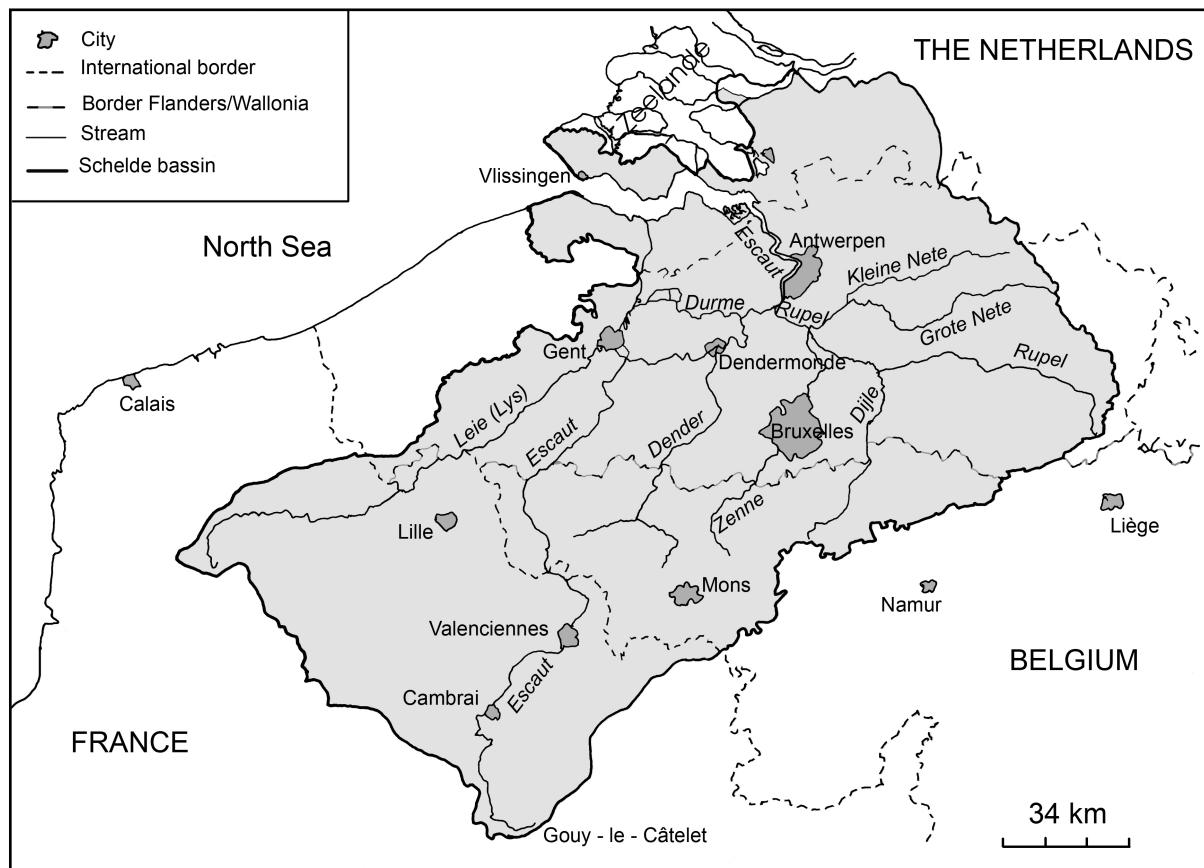 City
International border
Border Flanders/Wallonia
Stream
Schelde bassin
THE NETHERLANDS
Zeelande
Vlissingen
North Sea
Escaut
Antwerpen
Kleine Nete
Durme
Rupel
Grote Nete
Gent
Dendermonde
Rupel
Calais
Leie (Lys)
Escaut
Dender
Bruxelles
Dijle
Zenne
Lille
Liège
Mons
Namur
Valenciennes
BELGIUM
Cambrai
Escaut
FRANCE
34 km
Gouy - le - Câtelet